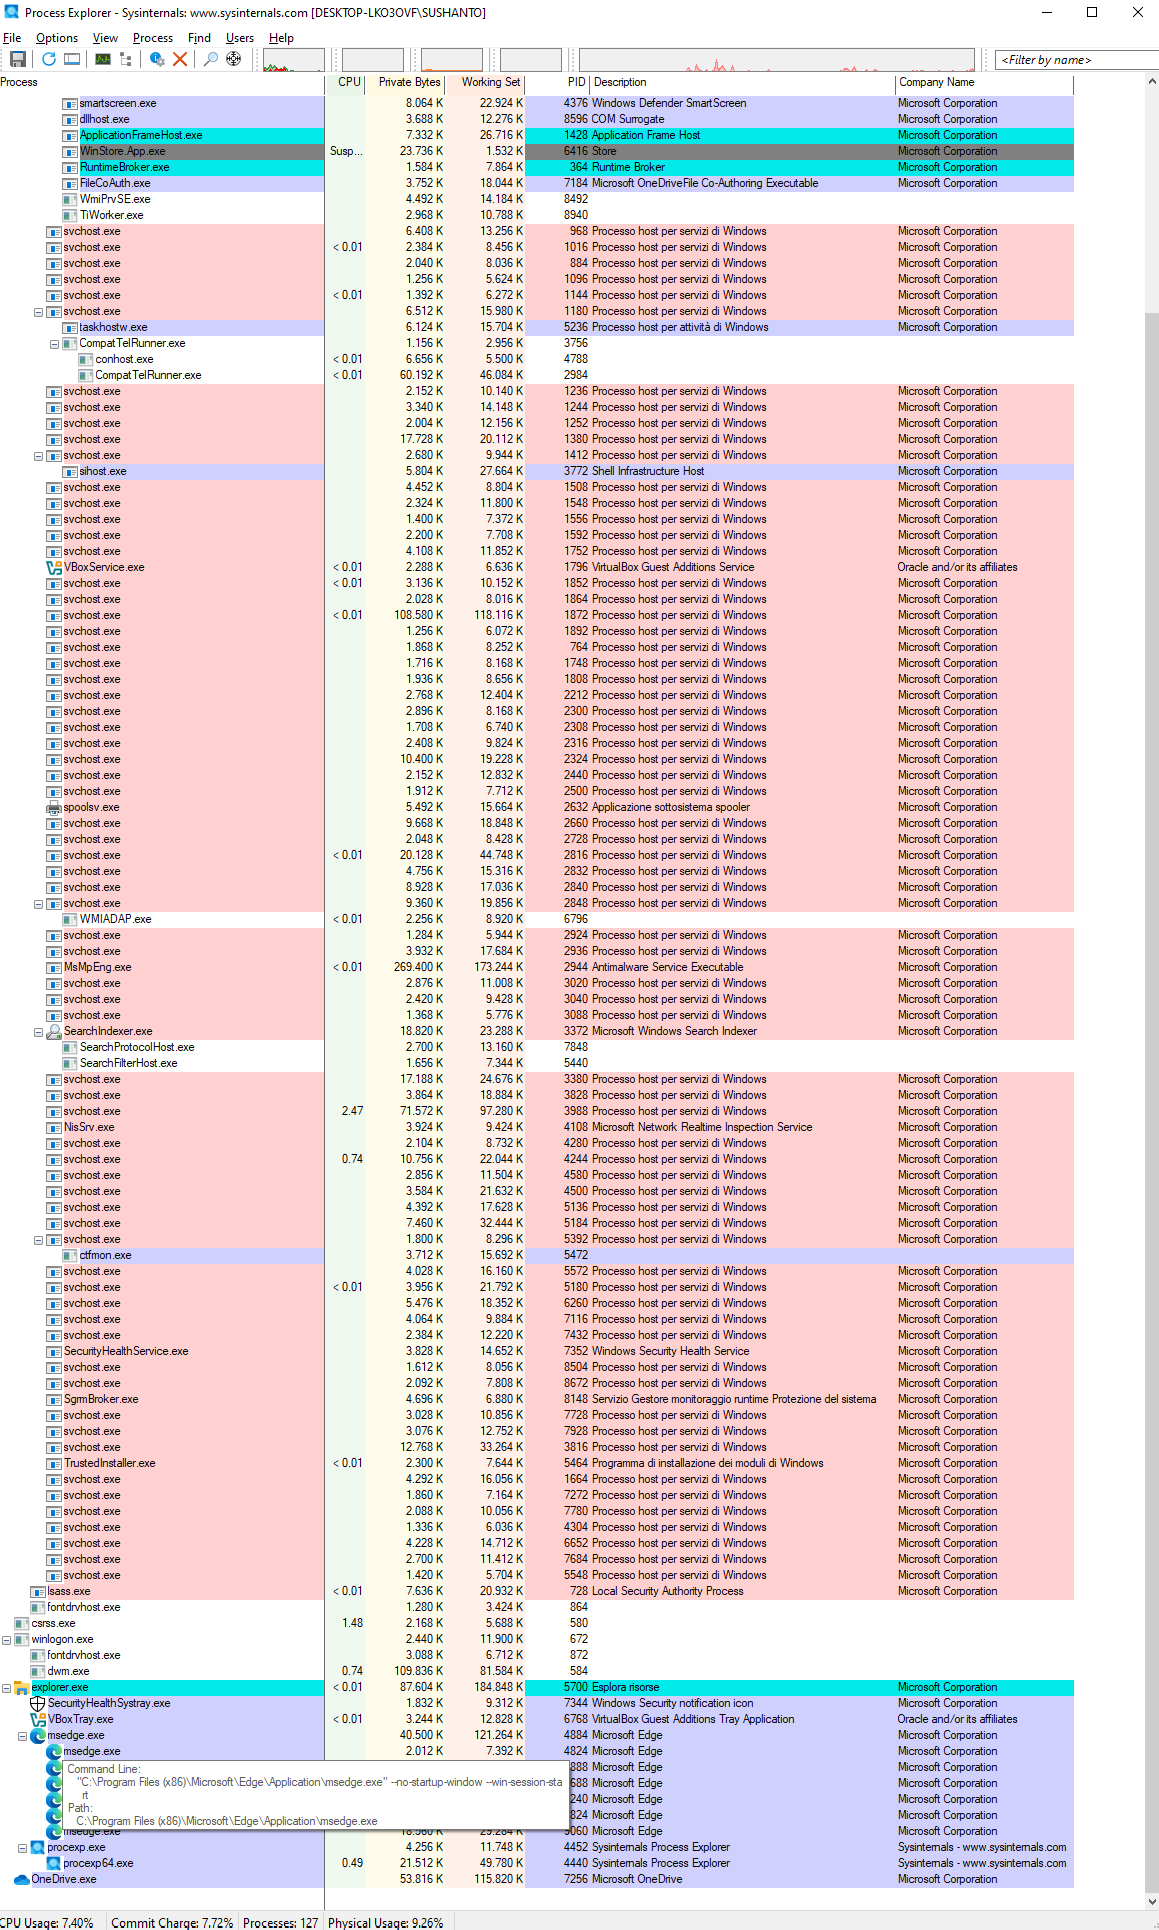 Process Explorer - Sysinternals: www.sysinternals.com [DESKTOP-LKO3OVF\SUSHANTO]
File Options View Process Find Users Help
<Filter by name>
Process CPU Private Bytes Working Set PID Description Company Name
smartscreen.exe 8.064 K 22.924 K 4376 Windows Defender SmartScreen Microsoft Corporation
dllhost.exe 3.688 K 12.276 K 8596 COM Surrogate Microsoft Corporation
ApplicationFrameHost.exe 7.332 K 26.716 K 1428 Application Frame Host Microsoft Corporation
WinStore.App.exe Susp... 23.736 K 1.532 K 6416 Store Microsoft Corporation
RuntimeBroker.exe 1.584 K 7.864 K 364 Runtime Broker Microsoft Corporation
FileCoAuth.exe 3.752 K 18.044 K 7184 Microsoft OneDriveFile Co-Authoring Executable Microsoft Corporation
WmiPrvSE.exe 4.492 K 14.184 K 8492
TiWorker.exe 2.968 K 10.788 K 8940
svchost.exe 6.408 K 13.256 K 968 Processo host per servizi di Windows Microsoft Corporation
svchost.exe < 0.01 2.384 K 8.456 K 1016 Processo host per servizi di Windows Microsoft Corporation
svchost.exe 2.040 K 8.036 K 884 Processo host per servizi di Windows Microsoft Corporation
svchost.exe 1.256 K 5.624 K 1096 Processo host per servizi di Windows Microsoft Corporation
svchost.exe < 0.01 1.392 K 6.272 K 1144 Processo host per servizi di Windows Microsoft Corporation
svchost.exe 6.512 K 15.980 K 1180 Processo host per servizi di Windows Microsoft Corporation
taskhostw.exe 6.124 K 15.704 K 5236 Processo host per attività di Windows Microsoft Corporation
CompatTelRunner.exe 1.156 K 2.956 K 3756
conhost.exe < 0.01 6.656 K 5.500 K 4788
CompatTelRunner.exe < 0.01 60.192 K 46.084 K 2984
svchost.exe 2.152 K 10.140 K 1236 Processo host per servizi di Windows Microsoft Corporation
svchost.exe 3.340 K 14.148 K 1244 Processo host per servizi di Windows Microsoft Corporation
svchost.exe 2.004 K 12.156 K 1252 Processo host per servizi di Windows Microsoft Corporation
svchost.exe 17.728 K 20.112 K 1380 Processo host per servizi di Windows Microsoft Corporation
svchost.exe 2.680 K 9.944 K 1412 Processo host per servizi di Windows Microsoft Corporation
sihost.exe 5.804 K 27.664 K 3772 Shell Infrastructure Host Microsoft Corporation
svchost.exe 4.452 K 8.804 K 1508 Processo host per servizi di Windows Microsoft Corporation
svchost.exe 2.324 K 11.800 K 1548 Processo host per servizi di Windows Microsoft Corporation
svchost.exe 1.400 K 7.372 K 1556 Processo host per servizi di Windows Microsoft Corporation
svchost.exe 2.200 K 7.708 K 1592 Processo host per servizi di Windows Microsoft Corporation
svchost.exe 4.108 K 11.852 K 1752 Processo host per servizi di Windows Microsoft Corporation
VBoxService.exe < 0.01 2.288 K 6.636 K 1796 VirtualBox Guest Additions Service Oracle and/or its affiliates
svchost.exe < 0.01 3.136 K 10.152 K 1852 Processo host per servizi di Windows Microsoft Corporation
svchost.exe 2.028 K 8.016 K 1864 Processo host per servizi di Windows Microsoft Corporation
svchost.exe < 0.01 108.580 K 118.116 K 1872 Processo host per servizi di Windows Microsoft Corporation
svchost.exe 1.256 K 6.072 K 1892 Processo host per servizi di Windows Microsoft Corporation
svchost.exe 1.868 K 8.252 K 764 Processo host per servizi di Windows Microsoft Corporation
svchost.exe 1.716 K 8.168 K 1748 Processo host per servizi di Windows Microsoft Corporation
svchost.exe 1.936 K 8.656 K 1808 Processo host per servizi di Windows Microsoft Corporation
svchost.exe 2.768 K 12.404 K 2212 Processo host per servizi di Windows Microsoft Corporation
svchost.exe 2.896 K 8.168 K 2300 Processo host per servizi di Windows Microsoft Corporation
svchost.exe 1.708 K 6.740 K 2308 Processo host per servizi di Windows Microsoft Corporation
svchost.exe 2.408 K 9.824 K 2316 Processo host per servizi di Windows Microsoft Corporation
svchost.exe 10.400 K 19.228 K 2324 Processo host per servizi di Windows Microsoft Corporation
svchost.exe 2.152 K 12.832 K 2440 Processo host per servizi di Windows Microsoft Corporation
svchost.exe 1.912 K 7.712 K 2500 Processo host per servizi di Windows Microsoft Corporation
spoolsv.exe 5.492 K 15.664 K 2632 Applicazione sottosistema spooler Microsoft Corporation
svchost.exe 9.668 K 18.848 K 2660 Processo host per servizi di Windows Microsoft Corporation
svchost.exe 2.048 K 8.428 K 2728 Processo host per servizi di Windows Microsoft Corporation
svchost.exe < 0.01 20.128 K 44.748 K 2816 Processo host per servizi di Windows Microsoft Corporation
svchost.exe 4.756 K 15.316 K 2832 Processo host per servizi di Windows Microsoft Corporation
svchost.exe 8.928 K 17.036 K 2840 Processo host per servizi di Windows Microsoft Corporation
svchost.exe 9.360 K 19.856 K 2848 Processo host per servizi di Windows Microsoft Corporation
WMIADAP.exe < 0.01 2.256 K 8.920 K 6796
svchost.exe 1.284 K 5.944 K 2924 Processo host per servizi di Windows Microsoft Corporation
svchost.exe 3.932 K 17.684 K 2936 Processo host per servizi di Windows Microsoft Corporation
MsMpEng.exe < 0.01 269.400 K 173.244 K 2944 Antimalware Service Executable Microsoft Corporation
svchost.exe 2.876 K 11.008 K 3020 Processo host per servizi di Windows Microsoft Corporation
svchost.exe 2.420 K 9.428 K 3040 Processo host per servizi di Windows Microsoft Corporation
svchost.exe 1.368 K 5.776 K 3088 Processo host per servizi di Windows Microsoft Corporation
SearchIndexer.exe 18.820 K 23.288 K 3372 Microsoft Windows Search Indexer Microsoft Corporation
SearchProtocolHost.exe 2.700 K 13.160 K 7848
SearchFilterHost.exe 1.656 K 7.344 K 5440
svchost.exe 17.188 K 24.676 K 3380 Processo host per servizi di Windows Microsoft Corporation
svchost.exe 3.864 K 18.884 K 3828 Processo host per servizi di Windows Microsoft Corporation
svchost.exe 2.47 71.572 K 97.280 K 3988 Processo host per servizi di Windows Microsoft Corporation
NisSrv.exe 3.924 K 9.424 K 4108 Microsoft Network Realtime Inspection Service Microsoft Corporation
svchost.exe 2.104 K 8.732 K 4280 Processo host per servizi di Windows Microsoft Corporation
svchost.exe 0.74 10.756 K 22.044 K 4244 Processo host per servizi di Windows Microsoft Corporation
svchost.exe 2.856 K 11.504 K 4580 Processo host per servizi di Windows Microsoft Corporation
svchost.exe 3.584 K 21.632 K 4500 Processo host per servizi di Windows Microsoft Corporation
svchost.exe 4.392 K 17.628 K 5136 Processo host per servizi di Windows Microsoft Corporation
svchost.exe 7.460 K 32.444 K 5184 Processo host per servizi di Windows Microsoft Corporation
svchost.exe 1.800 K 8.296 K 5392 Processo host per servizi di Windows Microsoft Corporation
ctfmon.exe 3.712 K 15.692 K 5472
svchost.exe 4.028 K 16.160 K 5572 Processo host per servizi di Windows Microsoft Corporation
svchost.exe < 0.01 3.956 K 21.792 K 5180 Processo host per servizi di Windows Microsoft Corporation
svchost.exe 5.476 K 18.352 K 6260 Processo host per servizi di Windows Microsoft Corporation
svchost.exe 4.064 K 9.884 K 7116 Processo host per servizi di Windows Microsoft Corporation
svchost.exe 2.384 K 12.220 K 7432 Processo host per servizi di Windows Microsoft Corporation
SecurityHealthService.exe 3.828 K 14.652 K 7352 Windows Security Health Service Microsoft Corporation
svchost.exe 1.612 K 8.056 K 8504 Processo host per servizi di Windows Microsoft Corporation
svchost.exe 2.092 K 7.808 K 8672 Processo host per servizi di Windows Microsoft Corporation
SgrmBroker.exe 4.696 K 6.880 K 8148 Servizio Gestore monitoraggio runtime Protezione del sistema Microsoft Corporation
svchost.exe 3.028 K 10.856 K 7728 Processo host per servizi di Windows Microsoft Corporation
svchost.exe 3.076 K 12.752 K 7928 Processo host per servizi di Windows Microsoft Corporation
svchost.exe 12.768 K 33.264 K 3816 Processo host per servizi di Windows Microsoft Corporation
TrustedInstaller.exe < 0.01 2.300 K 7.644 K 5464 Programma di installazione dei moduli di Windows Microsoft Corporation
svchost.exe 4.292 K 16.056 K 1664 Processo host per servizi di Windows Microsoft Corporation
svchost.exe 1.860 K 7.164 K 7272 Processo host per servizi di Windows Microsoft Corporation
svchost.exe 2.088 K 10.056 K 7780 Processo host per servizi di Windows Microsoft Corporation
svchost.exe 1.336 K 6.036 K 4304 Processo host per servizi di Windows Microsoft Corporation
svchost.exe 4.228 K 14.712 K 6652 Processo host per servizi di Windows Microsoft Corporation
svchost.exe 2.700 K 11.412 K 7684 Processo host per servizi di Windows Microsoft Corporation
svchost.exe 1.420 K 5.704 K 5548 Processo host per servizi di Windows Microsoft Corporation
lsass.exe < 0.01 7.636 K 20.932 K 728 Local Security Authority Process Microsoft Corporation
fontdrvhost.exe 1.280 K 3.424 K 864
csrss.exe 1.48 2.168 K 5.688 K 580
winlogon.exe 2.440 K 11.900 K 672
fontdrvhost.exe 3.088 K 6.712 K 872
dwm.exe 0.74 109.836 K 81.584 K 584
explorer.exe < 0.01 87.604 K 184.848 K 5700 Esplora risorse Microsoft Corporation
SecurityHealthSystray.exe 1.832 K 9.312 K 7344 Windows Security notification icon Microsoft Corporation
VBoxTray.exe < 0.01 3.244 K 12.828 K 6768 VirtualBox Guest Additions Tray Application Oracle and/or its affiliates
msedge.exe 40.500 K 121.264 K 4884 Microsoft Edge Microsoft Corporation
msedge.exe 2.012 K 7.392 K 4824 Microsoft Edge Microsoft Corporation
888 Microsoft Edge Microsoft Corporation
688 Microsoft Edge Microsoft Corporation
240 Microsoft Edge Microsoft Corporation
824 Microsoft Edge Microsoft Corporation
msedge.exe 060 Microsoft Edge Microsoft Corporation
Command Line:
"C:\Program Files (x86)\Microsoft\Edge\Application\msedge.exe" --no-startup-window --win-session-sta
rt
Path:
C:\Program Files (x86)\Microsoft\Edge\Application\msedge.exe
procexp.exe 4.256 K 11.748 K 4452 Sysinternals Process Explorer Sysinternals - www.sysinternals.com
procexp64.exe 0.49 21.512 K 49.780 K 4440 Sysinternals Process Explorer Sysinternals - www.sysinternals.com
OneDrive.exe 53.816 K 115.820 K 7256 Microsoft OneDrive Microsoft Corporation
CPU Usage: 7.40% Commit Charge: 7.72% Processes: 127 Physical Usage: 9.26%